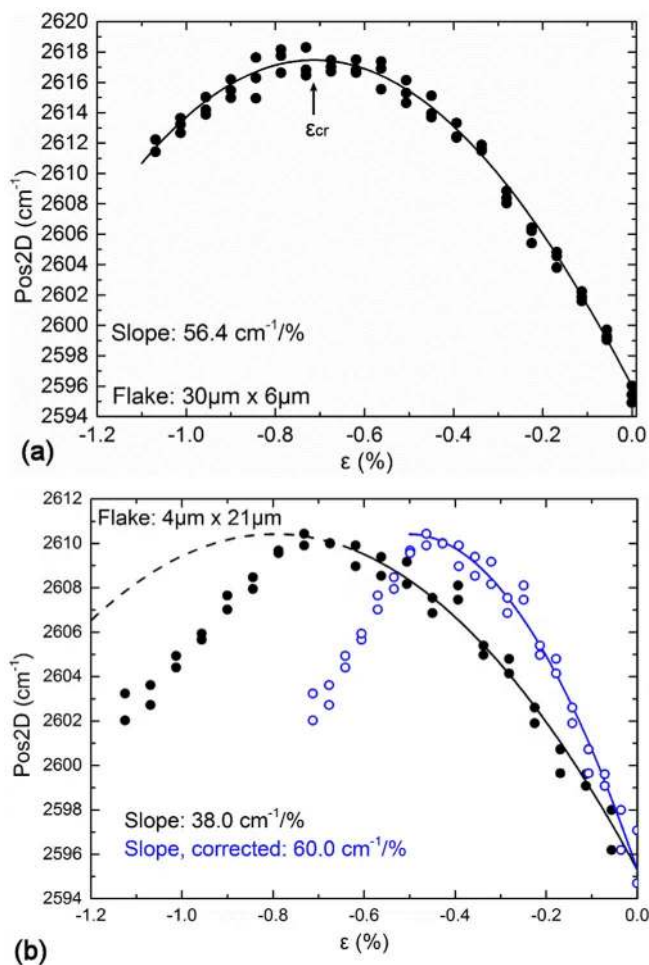 2620
2618
2616
2614
2612
2610
2608
2606
2604
2602
2600
2598
2596
2594
Pos2D (cm⁻¹)
εcr
Slope: 56.4 cm⁻¹/%
Flake: 30µm x 6µm
-1.2 -1.0 -0.8 -0.6 -0.4 -0.2 0.0
(a)
ε (%)
2612
2610
2608
2606
2604
2602
2600
2598
2596
2594
Pos2D (cm⁻¹)
Flake: 4µm x 21µm
Slope: 38.0 cm⁻¹/%
Slope, corrected: 60.0 cm⁻¹/%
-1.2 -1.0 -0.8 -0.6 -0.4 -0.2 0.0
(b)
ε (%)